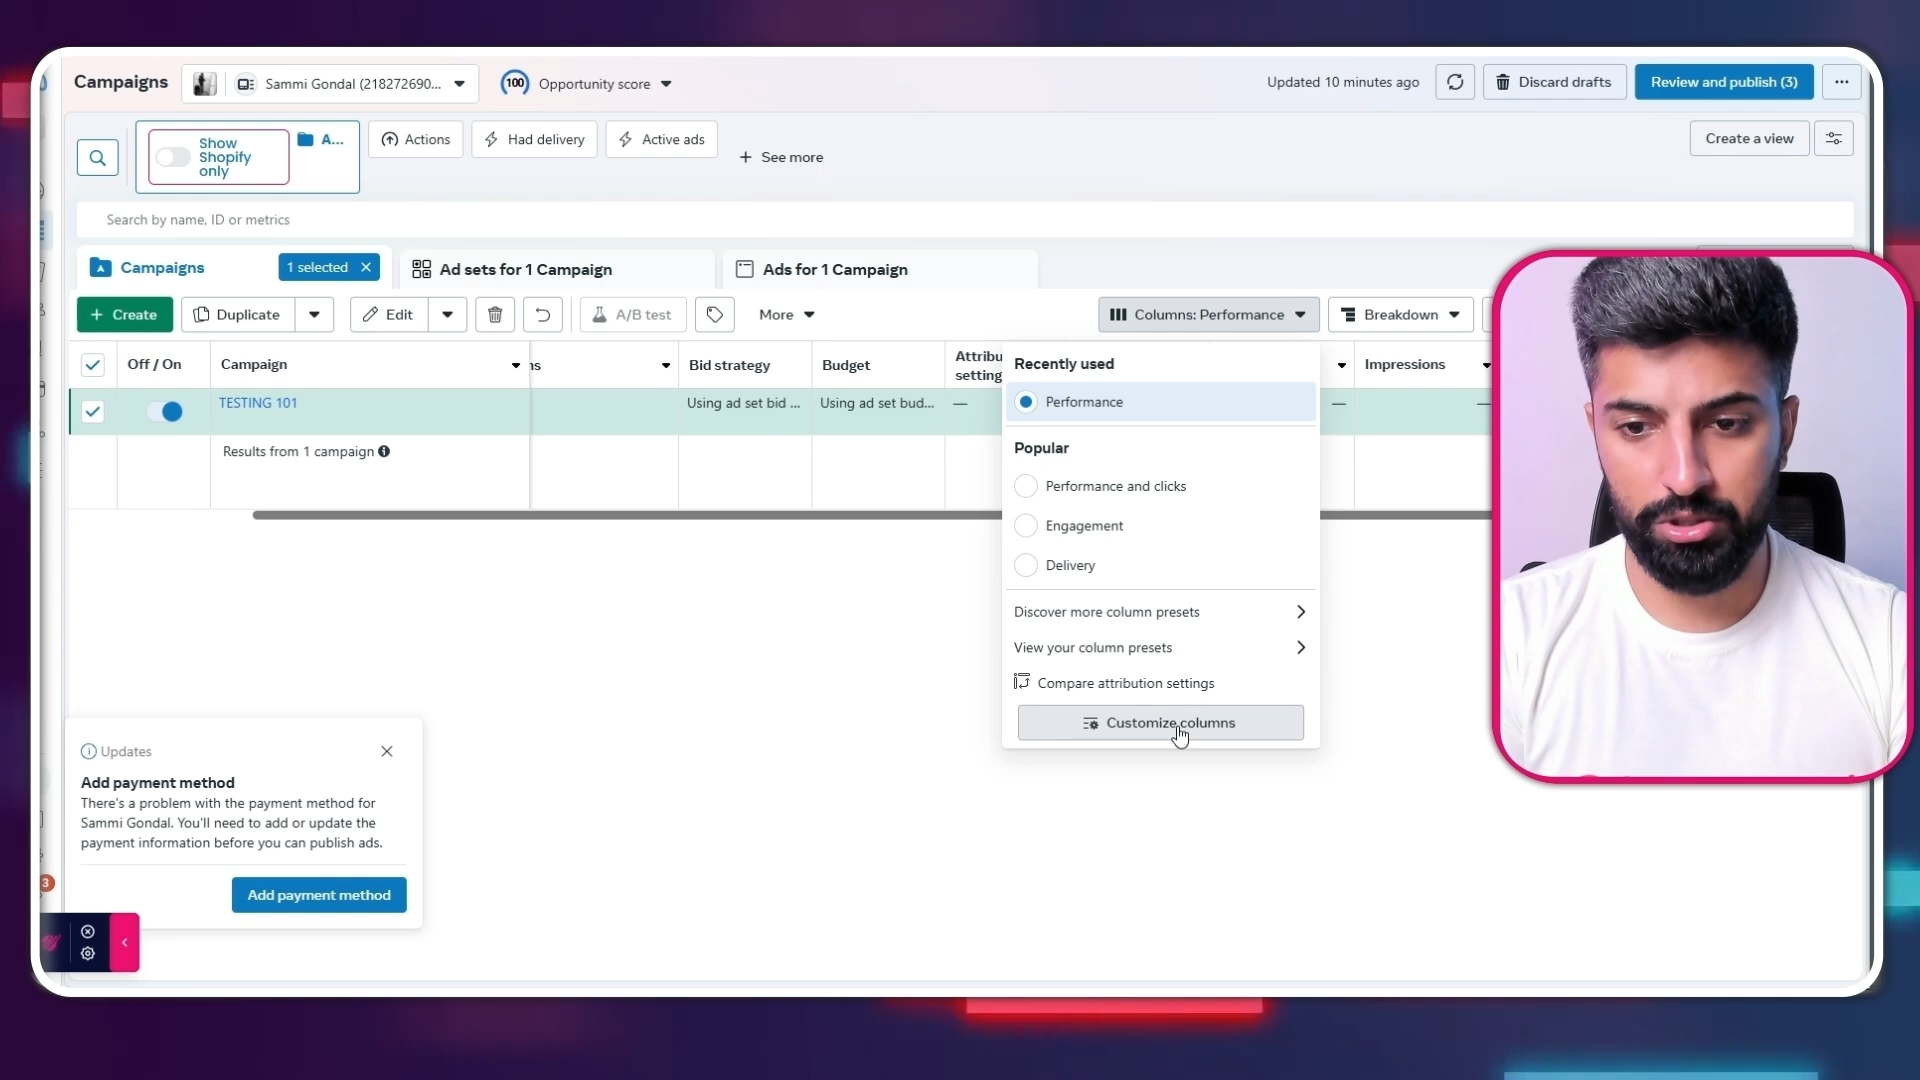 Campaigns
Sammi Gondal (218272690...
100
Opportunity score
Updated 10 minutes ago
Discard drafts
Review and publish (3)
Show
Shopify
only
A...
Actions
Had delivery
Active ads
+ See more
Create a view
Search by name, ID or metrics
Campaigns
1 selected
Ad sets for 1 Campaign
Ads for 1 Campaign
+ Create
Duplicate
Edit
A/B test
More
Columns: Performance
Breakdown
Off / On
Campaign
ns
Bid strategy
Budget
Attribu
setting
Impressions
TESTING 101
Using ad set bid ...
Using ad set bud...
—
—
—
Results from 1 campaign
Recently used
Performance
Popular
Performance and clicks
Engagement
Delivery
Discover more column presets
View your column presets
Compare attribution settings
Customize columns
Updates
Add payment method
There's a problem with the payment method for
Sammi Gondal. You'll need to add or update the
payment information before you can publish ads.
Add payment method
3